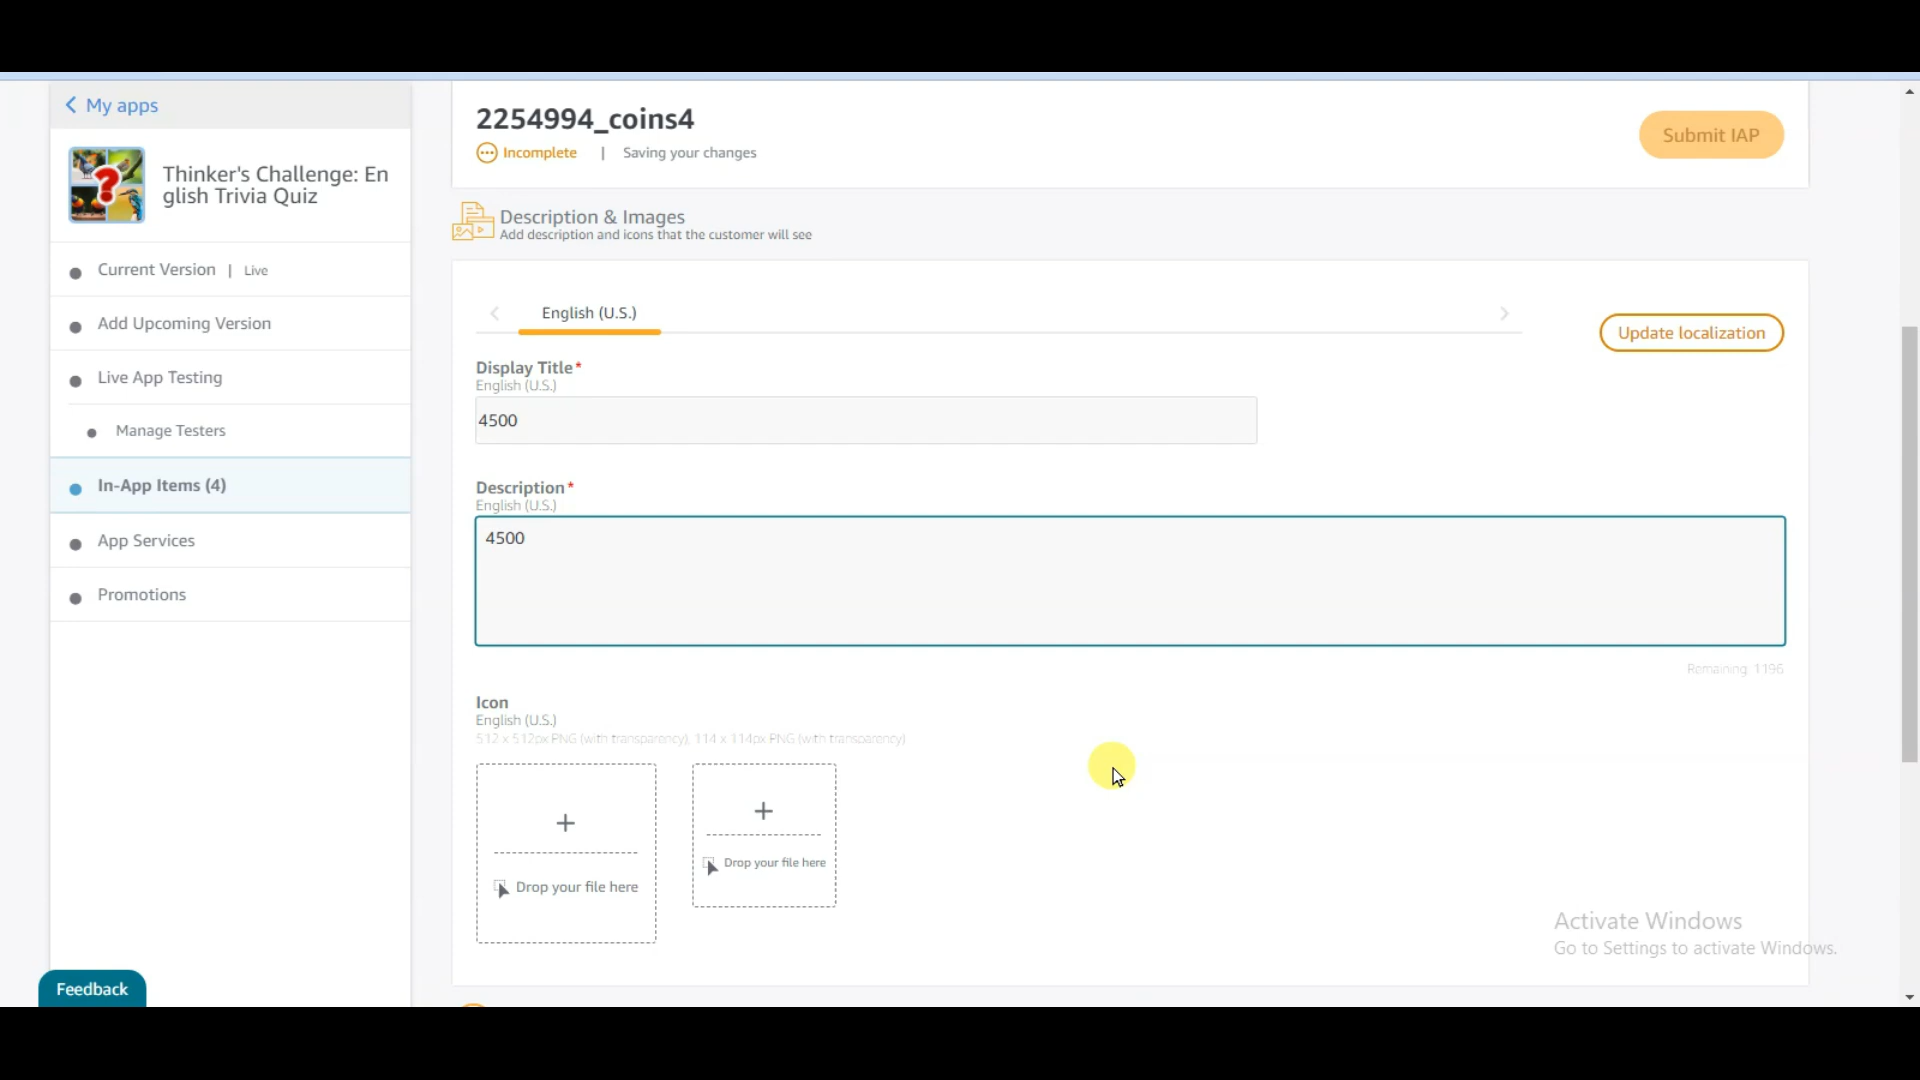 My apps
Thinker's Challenge: En
glish Trivia Quiz
Current Version | Live
Add Upcoming Version
Live App Testing
Manage Testers
In-App Items (4)
App Services
Promotions
Feedback
2254994_coins4
Incomplete | Saving your changes
Submit IAP
Description & Images
Add description and icons that the customer will see
English (U.S.)
Update localization
Display Title*
English (U.S.)
4500
Description*
English (U.S.)
4500
Remaining: 1196
Icon
English (U.S.)
512 x 512px PNG (with transparency), 114 x 114px PNG (with transparency)
Drop your file here
Drop your file here
Activate Windows
Go to Settings to activate Windows.